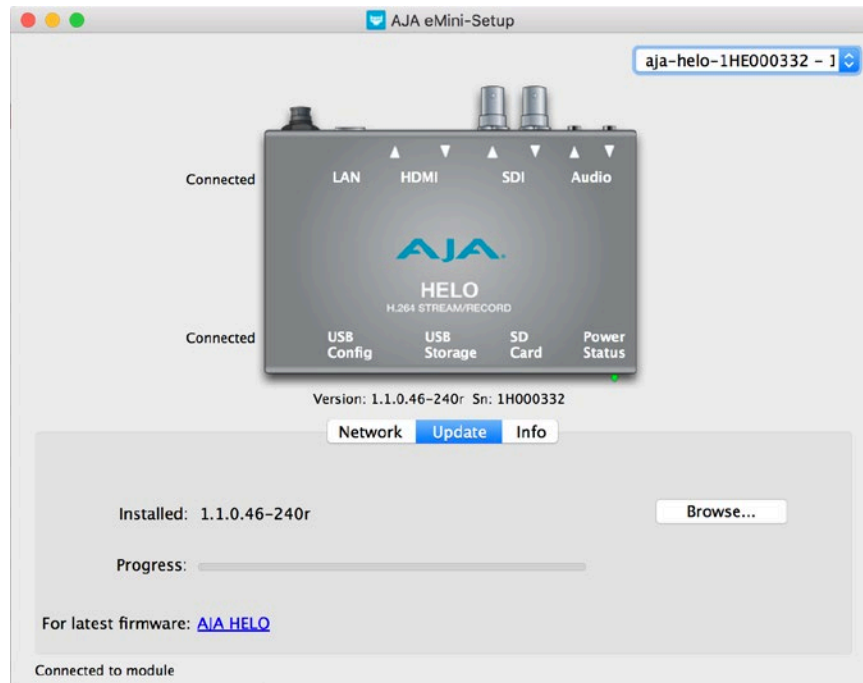 AJA eMini-Setup
aja-helo-1HE000332 - 1
Connected LAN HDMI SDI Audio
AJA.
HELO
H.264 STREAM/RECORD
Connected USB Config USB Storage SD Card Power Status
Version: 1.1.0.46-240r Sn: 1H000332
Network Update Info
Installed: 1.1.0.46-240r Browse...
Progress:
For latest firmware: AJA HELO
Connected to module